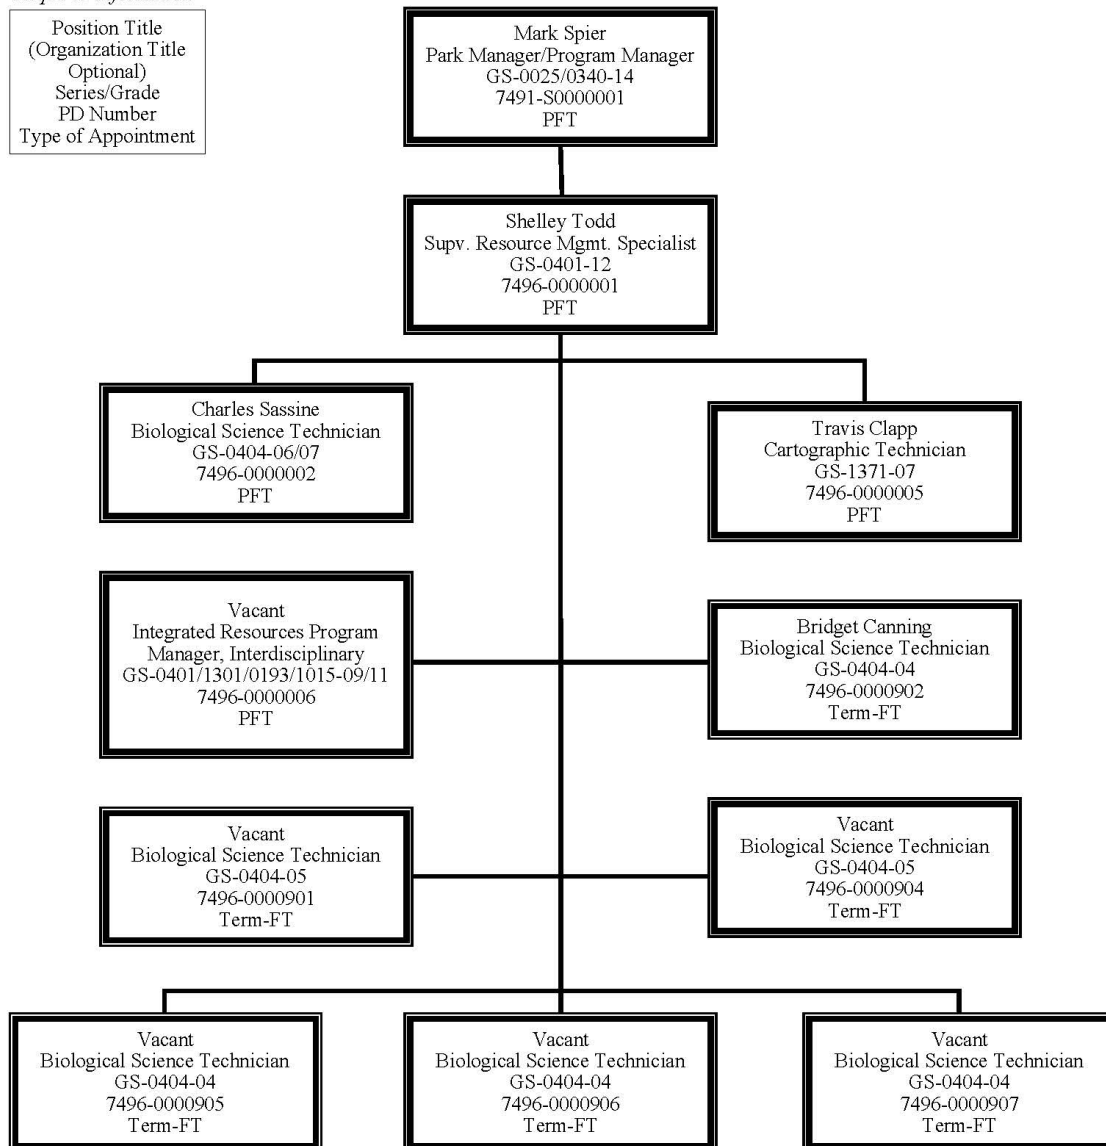 Position Title
(Organization Title
Optional)
Series/Grade
PD Number
Type of Appointment
Mark Spier
Park Manager/Program Manager
GS-0025/0340-14
7491-S0000001
PFT
Shelley Todd
Supv. Resource Mgmt. Specialist
GS-0401-12
7496-0000001
PFT
Charles Sassine
Biological Science Technician
GS-0404-06/07
7496-0000002
PFT
Travis Clapp
Cartographic Technician
GS-1371-07
7496-0000005
PFT
Vacant
Integrated Resources Program
Manager, Interdisciplinary
GS-0401/1301/0193/1015-09/11
7496-0000006
PFT
Bridget Canning
Biological Science Technician
GS-0404-04
7496-0000902
Term-FT
Vacant
Biological Science Technician
GS-0404-05
7496-0000901
Term-FT
Vacant
Biological Science Technician
GS-0404-05
7496-0000904
Term-FT
Vacant
Biological Science Technician
GS-0404-04
7496-0000905
Term-FT
Vacant
Biological Science Technician
GS-0404-04
7496-0000906
Term-FT
Vacant
Biological Science Technician
GS-0404-04
7496-0000907
Term-FT